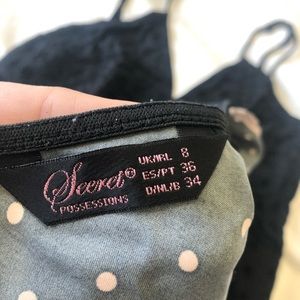 Secret®
POSSESSIONS
UK/IRL 8
ES/PT 36
D/NL/B 34